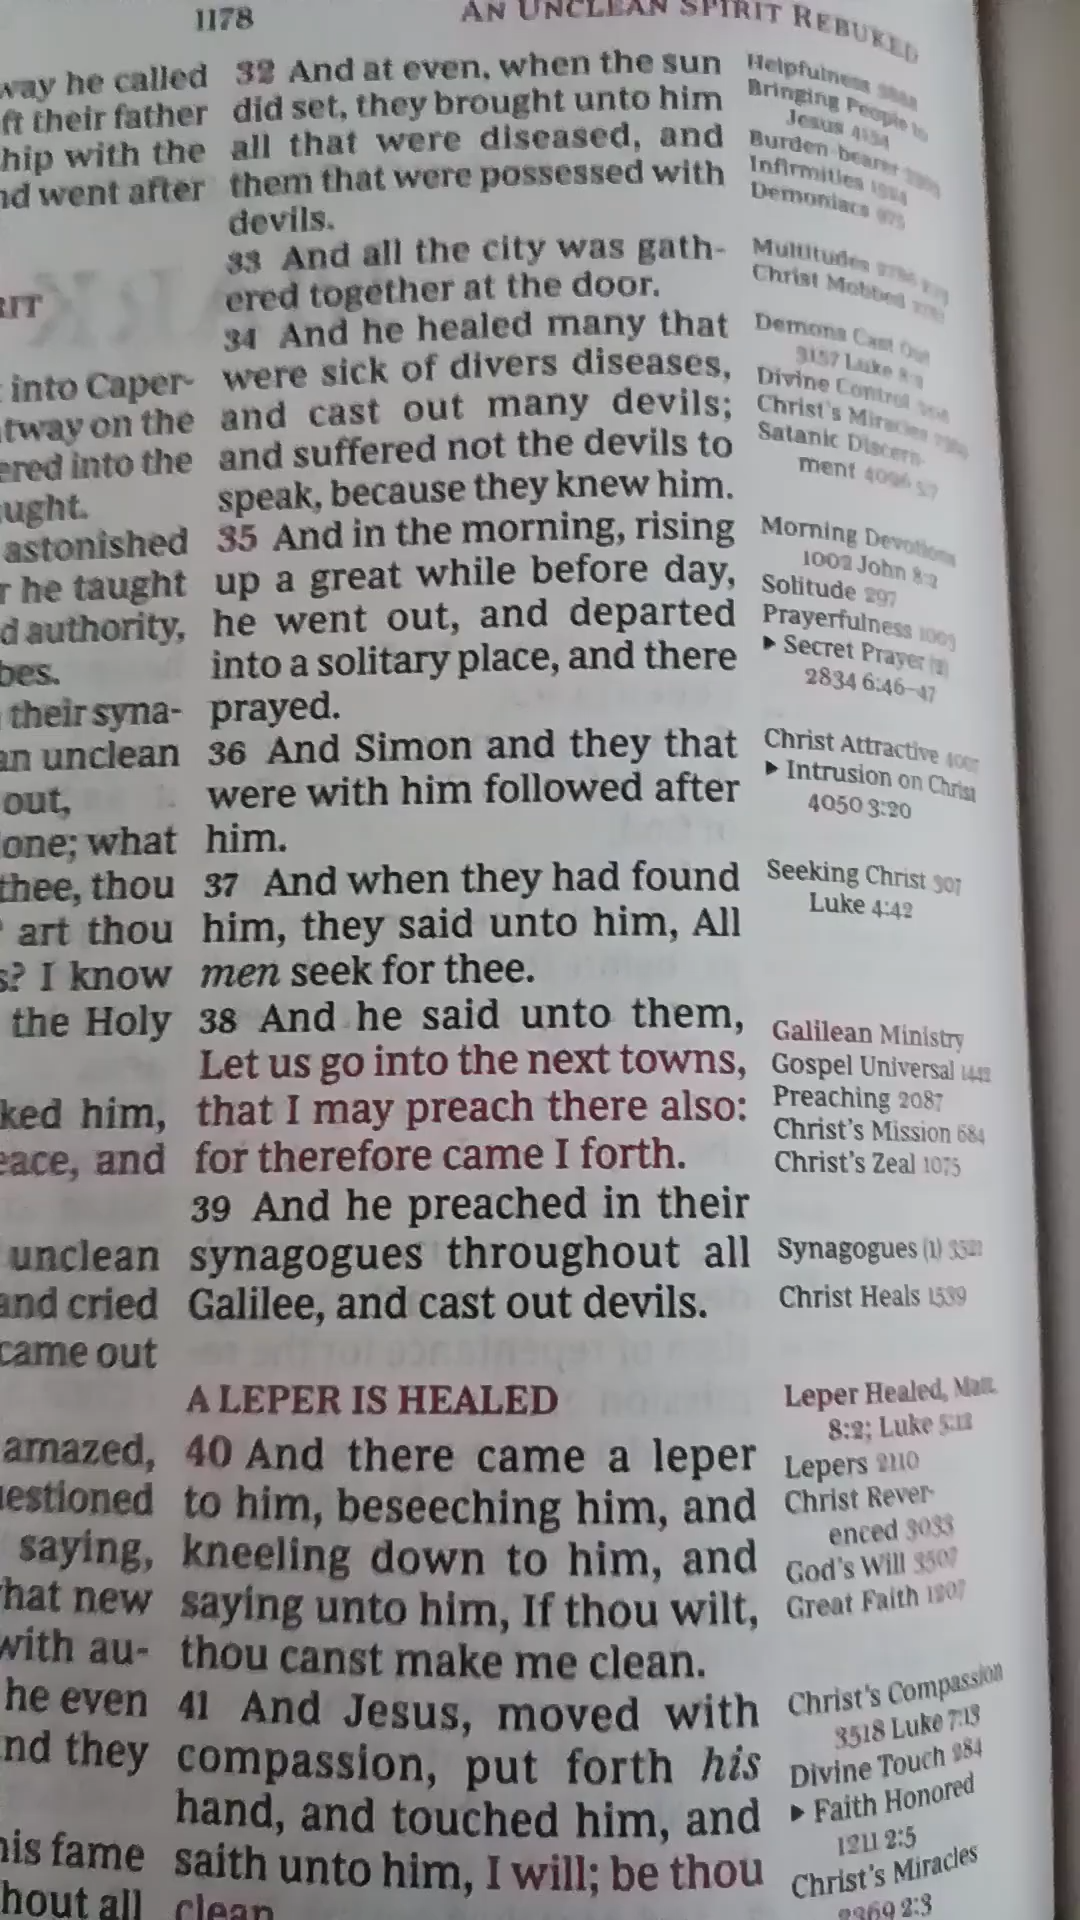 1178
AN UNCLEAN SPIRIT REBUKED
way he called
ft their father
hip with the
nd went after
RIT
into Caper-
tway on the
ered into the
ught.
astonished
r he taught
d authority,
bes.
their syna-
an unclean
out,
one; what
thee, thou
art thou
s? I know
the Holy
ked him,
eace, and
unclean
and cried
came out
amazed,
uestioned
saying,
hat new
with au-
he even
nd they
his fame
hout all
32 And at even, when the sun
did set, they brought unto him
all that were diseased, and
them that were possessed with
devils.
33 And all the city was gath-
ered together at the door.
34 And he healed many that
were sick of divers diseases,
and cast out many devils;
and suffered not the devils to
speak, because they knew him.
35 And in the morning, rising
up a great while before day,
he went out, and departed
into a solitary place, and there
prayed.
36 And Simon and they that
were with him followed after
him.
37 And when they had found
him, they said unto him, All
men seek for thee.
38 And he said unto them,
Let us go into the next towns,
that I may preach there also:
for therefore came I forth.
39 And he preached in their
synagogues throughout all
Galilee, and cast out devils.
A LEPER IS HEALED
40 And there came a leper
to him, beseeching him, and
kneeling down to him, and
saying unto him, If thou wilt,
thou canst make me clean.
41 And Jesus, moved with
compassion, put forth his
hand, and touched him, and
saith unto him, I will; be thou
clean
Helpfulness
Bringing People to
Jesus
Burden-bearer
Infirmities
Demoniacs
Multitudes
Christ Mobbed
Demons Cast Out
3157 Luke
Divine Control
Christ's Miracles
Satanic Discern-
ment
Morning Devotions
1002 John 8:2
Solitude 297
Prayerfulness
▶ Secret Prayer (2)
2834 6:46–47
Christ Attractive
▶ Intrusion on Christ
4050 3:20
Seeking Christ 307
Luke 4:42
Galilean Ministry
Gospel Universal
Preaching 2087
Christ's Mission 684
Christ's Zeal 1075
Synagogues (1)
Christ Heals 1539
Leper Healed, Matt.
8:2; Luke 5:12
Lepers 2110
Christ Rever-
enced 3033
God's Will 3507
Great Faith
Christ's Compassion
3518 Luke 7:13
Divine Touch 984
▶ Faith Honored
1211 2:5
Christ's Miracles
2369 2:3